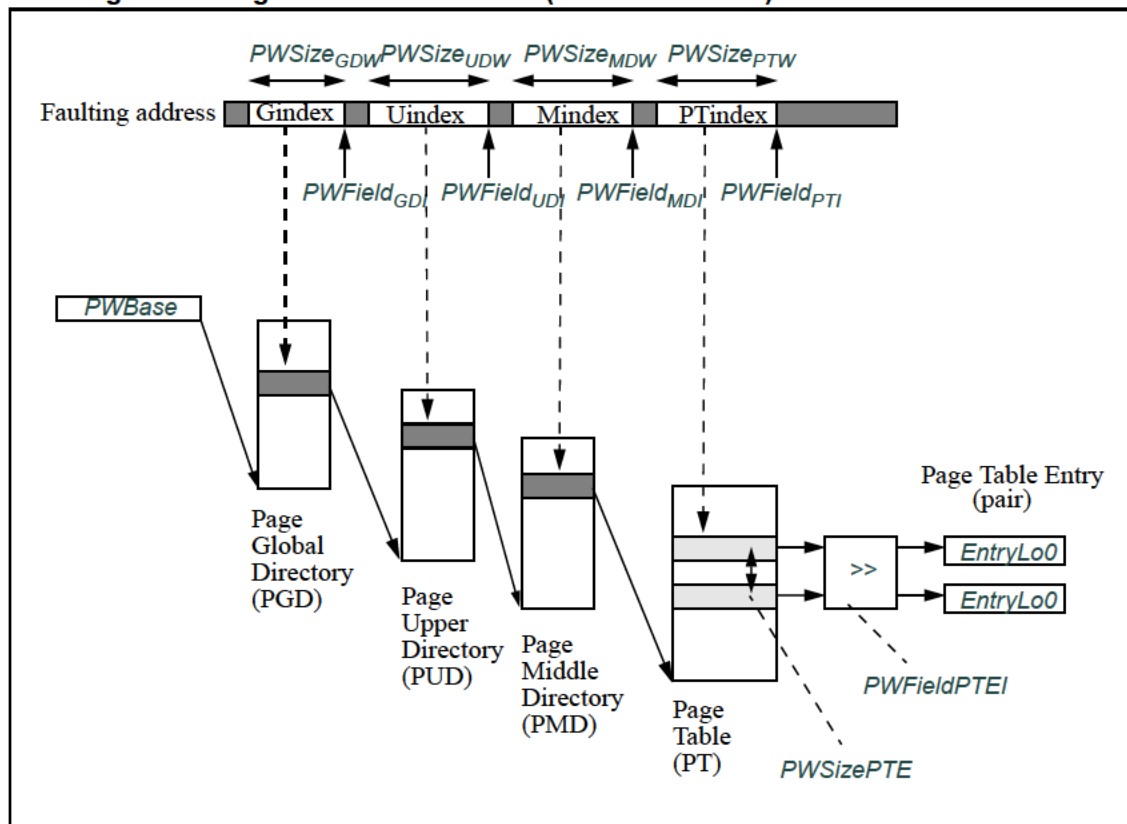 PWSizeGDW PWSizeUDW PWSizeMDW PWSizePTW
Faulting address Gindex Uindex Mindex PTindex
PWFieldGDI PWFieldUDI PWFieldMDI PWFieldPTI
PWBase
Page
Global
Directory
(PGD)
Page
Upper
Directory
(PUD)
Page
Middle
Directory
(PMD)
Page
Table
(PT)
Page Table Entry
(pair)
>>
EntryLo0
EntryLo0
PWFieldPTEI
PWSizePTE